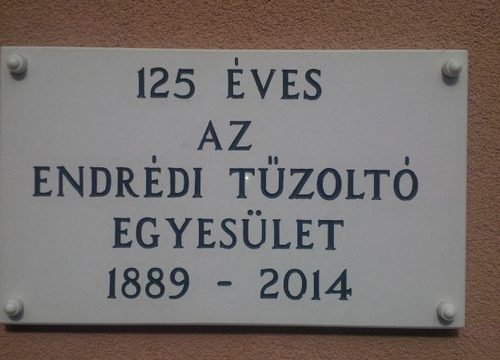 125 ÉVES
AZ
ENDRÉDI TŰZOLTÓ
EGYESÜLET
1889 - 2014